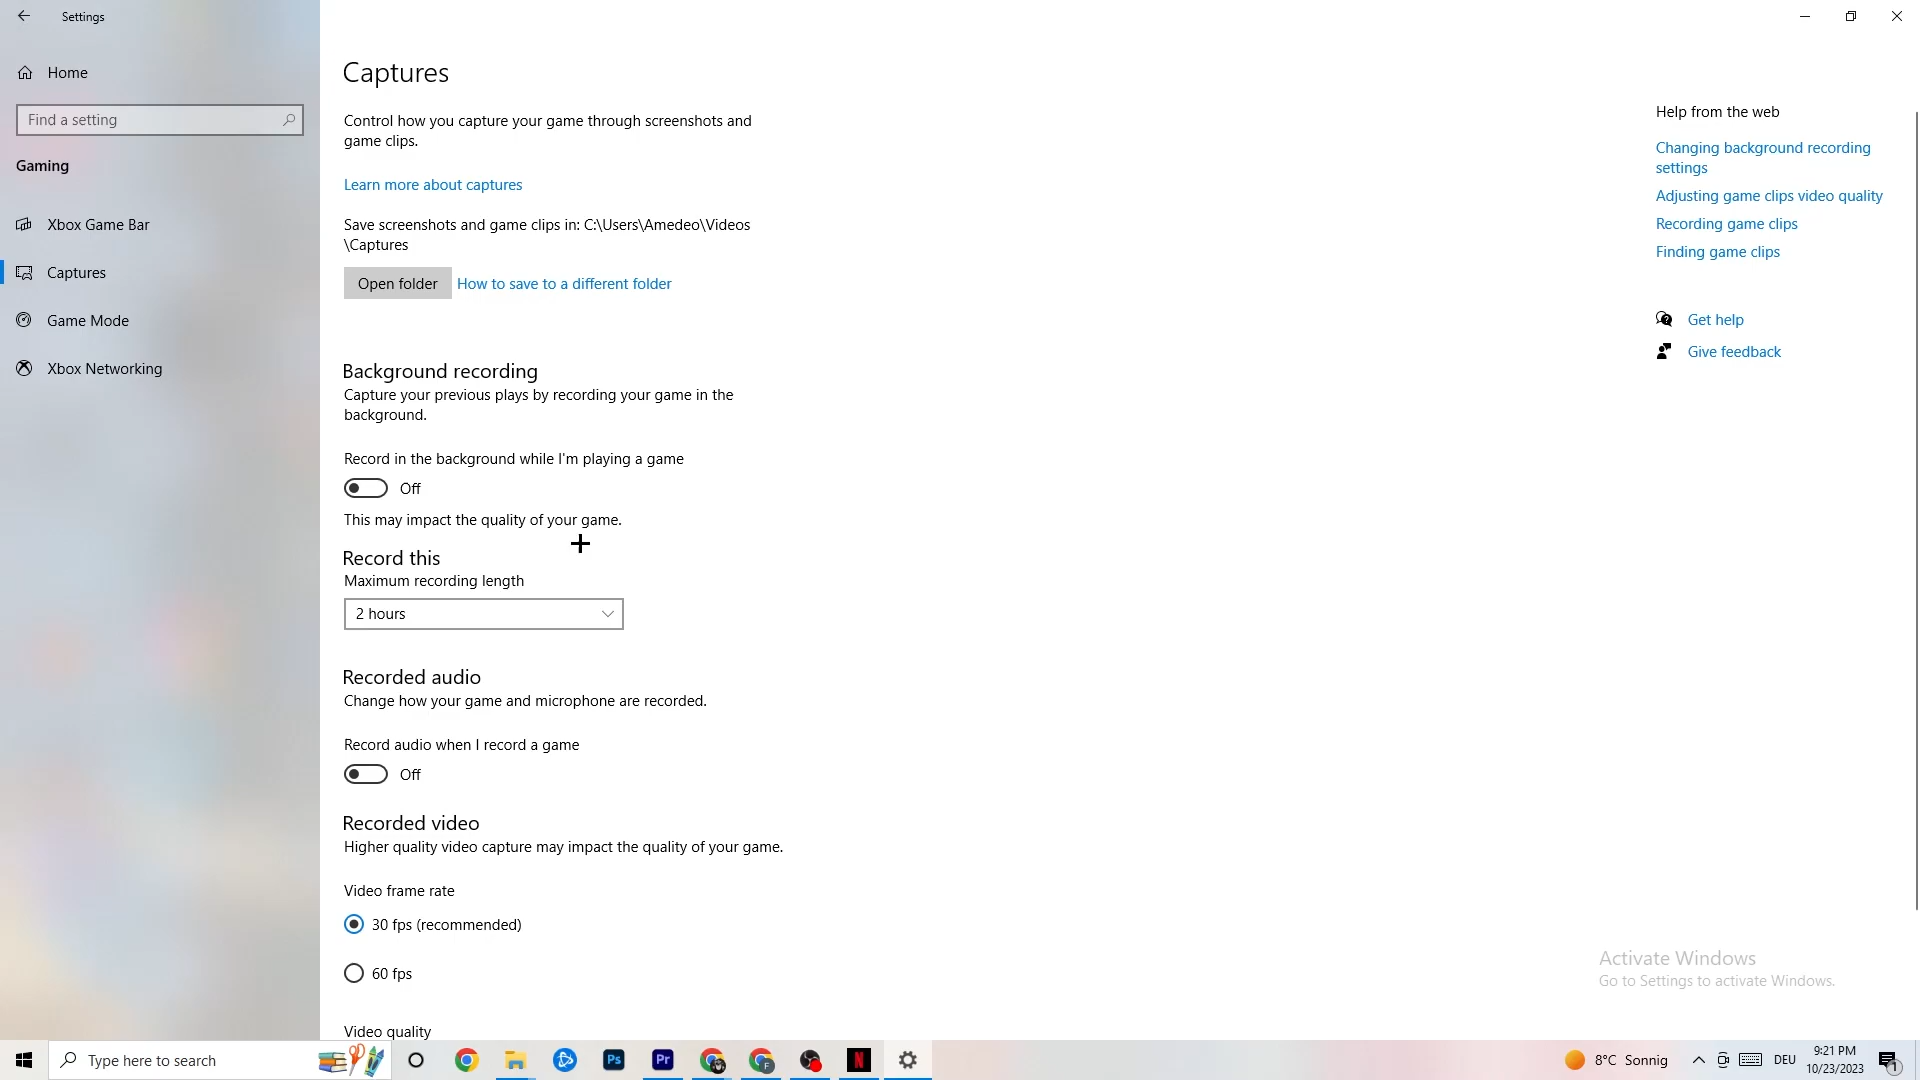 Settings
Home
Find a setting
Gaming
Xbox Game Bar
Captures
Game Mode
Xbox Networking
Captures
Control how you capture your game through screenshots and
game clips.
Learn more about captures
Save screenshots and game clips in: C:\Users\Amedeo\Videos
\Captures
Open folder How to save to a different folder
Background recording
Capture your previous plays by recording your game in the
background.
Record in the background while I'm playing a game
Off
This may impact the quality of your game.
Record this
Maximum recording length
2 hours
Recorded audio
Change how your game and microphone are recorded.
Record audio when I record a game
Off
Recorded video
Higher quality video capture may impact the quality of your game.
Video frame rate
30 fps (recommended)
60 fps
Video quality
Help from the web
Changing background recording
settings
Adjusting game clips video quality
Recording game clips
Finding game clips
Get help
Give feedback
Activate Windows
Go to Settings to activate Windows.
Type here to search
Ps
Pr
F
N
8°C Sonnig
DEU
9:21 PM
10/23/2023
1